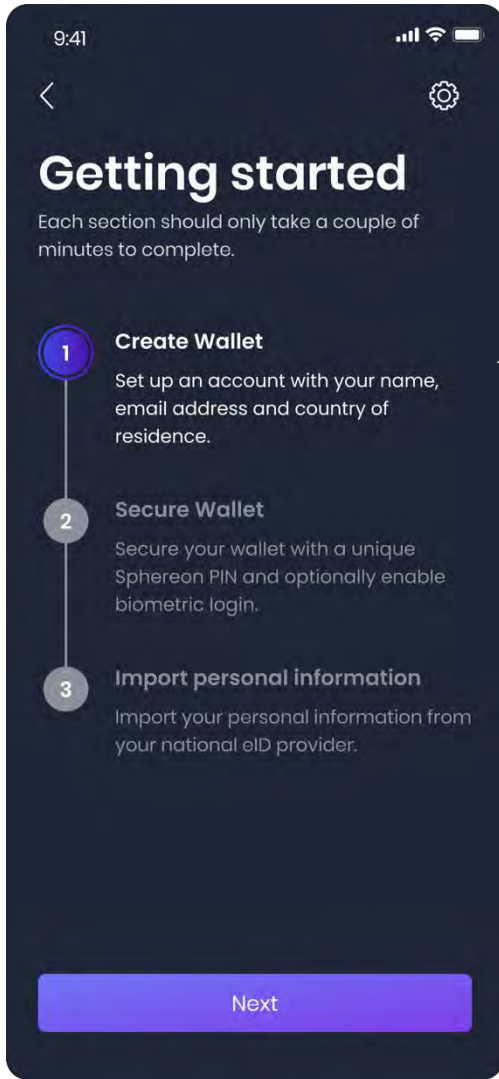 9:41
Getting started
Each section should only take a couple of
minutes to complete.
1
Create Wallet
Set up an account with your name,
email address and country of
residence.
2
Secure Wallet
Secure your wallet with a unique
Sphereon PIN and optionally enable
biometric login.
3
Import personal information
Import your personal information from
your national eID provider.
Next